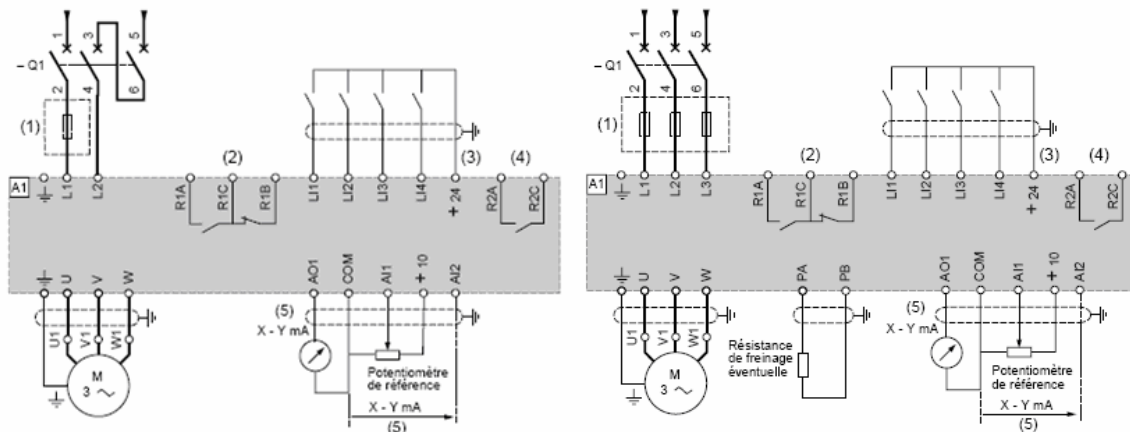 1 3 5
– Q1
2 4 6
(1)
(2) (3) (4)
A1 L1 L2 R1A R1C R1B LI1 LI2 LI3 LI4 + 24 R2A R2C
U V W AO1 COM AI1 + 10 AI2
(5)
X - Y mA
U1 V1 W1
M
3 ~
Potentiomètre
de référence
X - Y mA
(5)
1 3 5
– Q1
2 4 6
(1)
(2) (3) (4)
A1 L1 L2 L3 R1A R1C R1B LI1 LI2 LI3 LI4 + 24 R2A R2C
U V W PA PB AO1 COM AI1 + 10 AI2
(5)
X - Y mA
U1 V1 W1
M
3 ~
Résistance
de freinage
éventuelle
Potentiomètre
de référence
X - Y mA
(5)